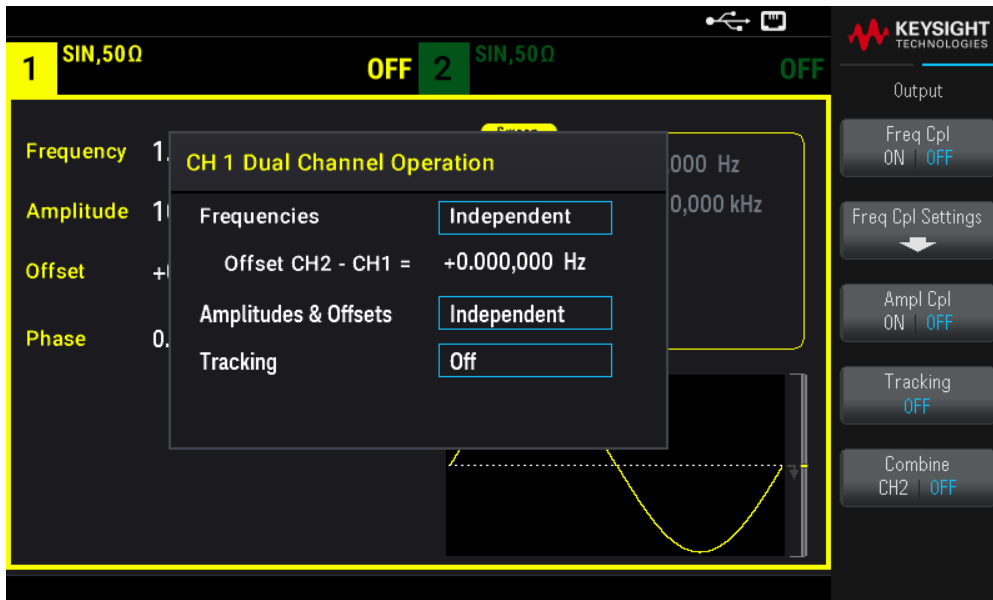 KEYSIGHT
TECHNOLOGIES
1 SIN,50Ω OFF
2 SIN,50Ω OFF
Frequency 1.
Amplitude
Offset
Phase 0.
000 Hz
0,000 kHz
CH 1 Dual Channel Operation
Frequencies Independent
Offset CH2 - CH1 = +0.000,000 Hz
Amplitudes & Offsets Independent
Tracking Off
Output
Freq Cpl
ON | OFF
Freq Cpl Settings
Ampl Cpl
ON | OFF
Tracking
OFF
Combine
CH2 | OFF